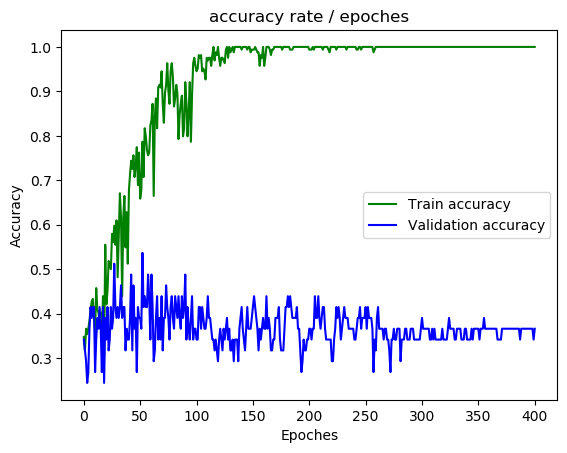 accuracy rate / epoches
1.0
0.9
0.8
0.7
0.6
0.5
0.4
0.3
Accuracy
Train accuracy
Validation accuracy
0 50 100 150 200 250 300 350 400
Epoches